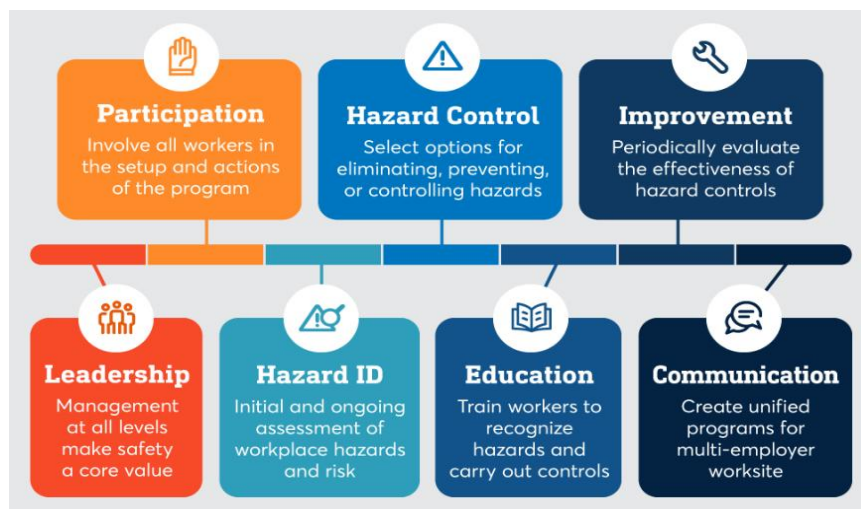 Participation
Involve all workers in
the setup and actions
of the program
Hazard Control
Select options for
eliminating, preventing,
or controlling hazards
Improvement
Periodically evaluate
the effectiveness of
hazard controls
Leadership
Management
at all levels
make safety
a core value
Hazard ID
Initial and ongoing
assessment of
workplace hazards
and risk
Education
Train workers to
recognize
hazards and
carry out controls
Communication
Create unified
programs for
multi-employer
worksite